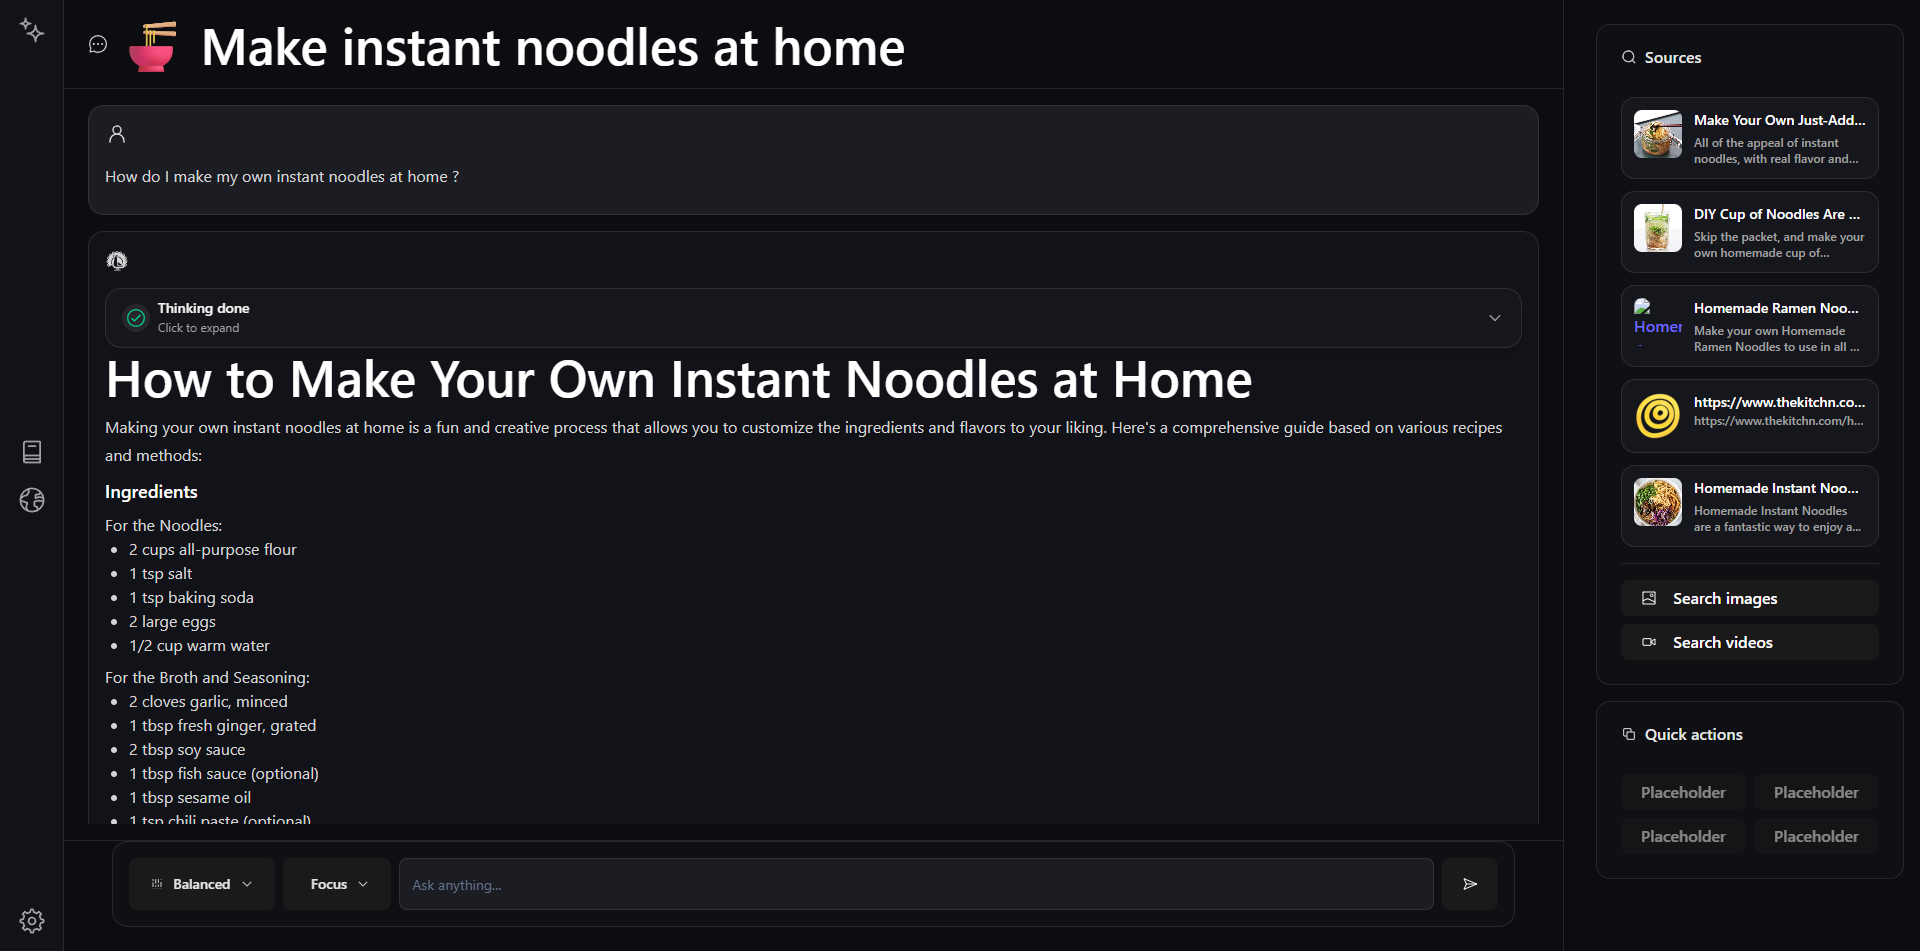 Make instant noodles at home
How do I make my own instant noodles at home ?
Thinking done
Click to expand
How to Make Your Own Instant Noodles at Home
Making your own instant noodles at home is a fun and creative process that allows you to customize the ingredients and flavors to your liking. Here's a comprehensive guide based on various recipes
and methods:
Ingredients
For the Noodles:
2 cups all-purpose flour
1 tsp salt
1 tsp baking soda
2 large eggs
1/2 cup warm water
For the Broth and Seasoning:
2 cloves garlic, minced
1 tbsp fresh ginger, grated
2 tbsp soy sauce
1 tbsp fish sauce (optional)
1 tbsp sesame oil
1 tsp chili paste (optional)
Balanced
Focus
Ask anything...
Sources
Make Your Own Just-Add...
All of the appeal of instant
noodles, with real flavor and...
DIY Cup of Noodles Are ...
Skip the packet, and make your
own homemade cup of...
Homer
Homemade Ramen Noo...
Make your own Homemade
Ramen Noodles to use in all ...
https://www.thekitchn.co...
https://www.thekitchn.com/h...
Homemade Instant Noo...
Homemade Instant Noodles
are a fantastic way to enjoy a...
Search images
Search videos
Quick actions
Placeholder
Placeholder
Placeholder
Placeholder